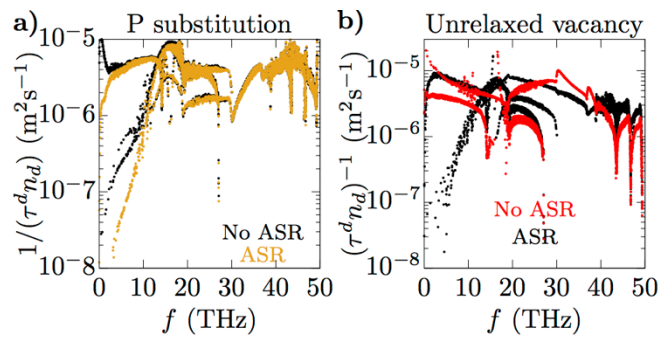 a) P substitution
1/(τ^d n_d) (m²s⁻¹)
10⁻⁵
10⁻⁶
10⁻⁷
10⁻⁸
No ASR
ASR
0 10 20 30 40 50
f (THz)
b) Unrelaxed vacancy
(τ^d n_d)⁻¹ (m²s⁻¹)
10⁻⁵
10⁻⁶
10⁻⁷
10⁻⁸
No ASR
ASR
0 10 20 30 40 50
f (THz)